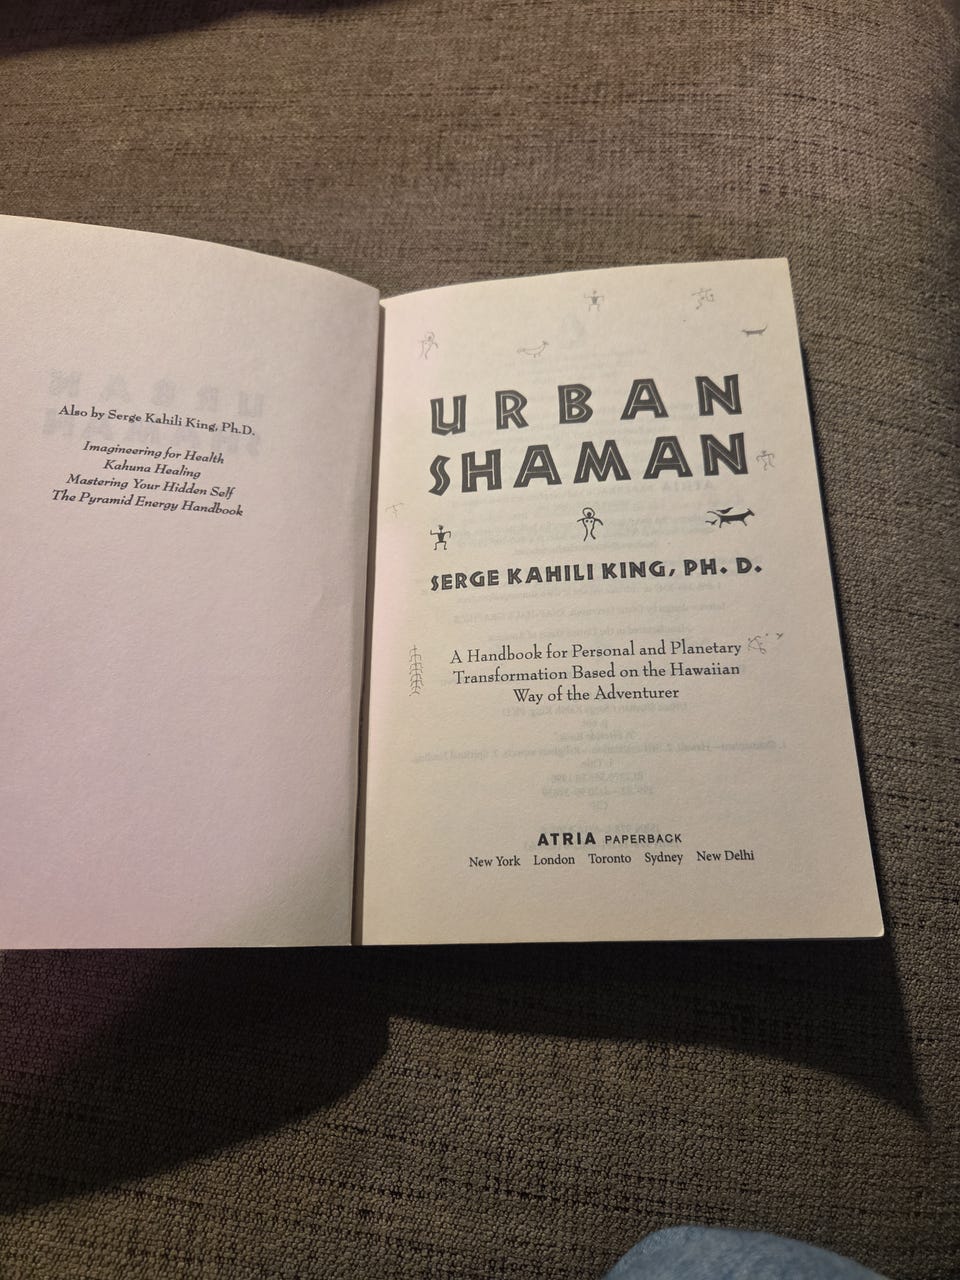 Also by Serge Kahili King, Ph.D.
Imagineering for Health
Kahuna Healing
Mastering Your Hidden Self
The Pyramid Energy Handbook
URBAN
SHAMAN
SERGE KAHILI KING, PH. D.
A Handbook for Personal and Planetary
Transformation Based on the Hawaiian
Way of the Adventurer
ATRIA PAPERBACK
New York London Toronto Sydney New Delhi